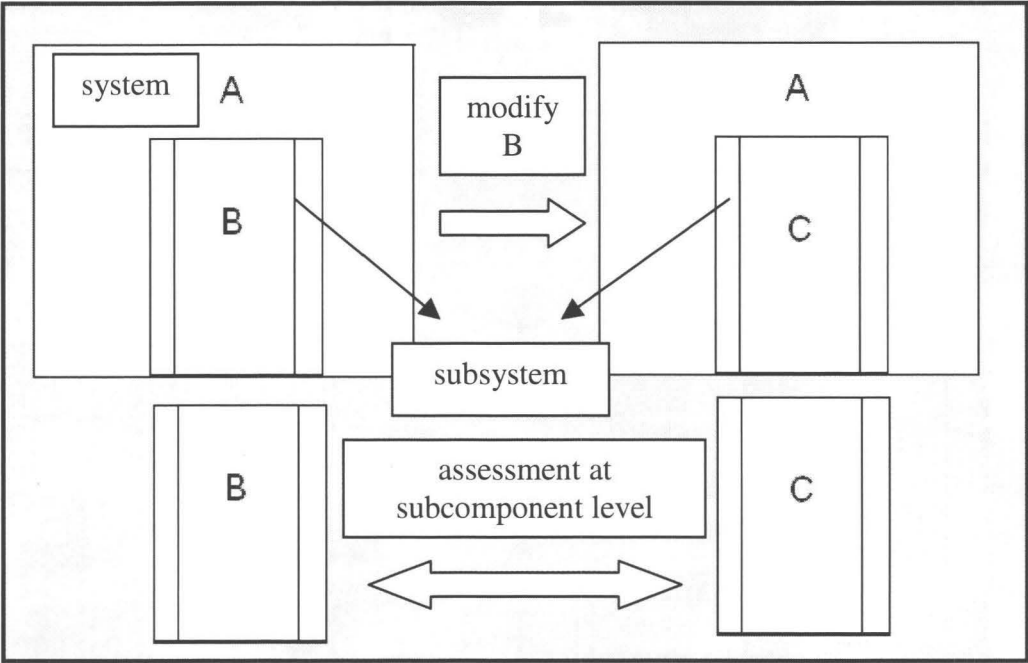 system
A
modify
B
A
B
C
subsystem
B
assessment at
subcomponent level
C